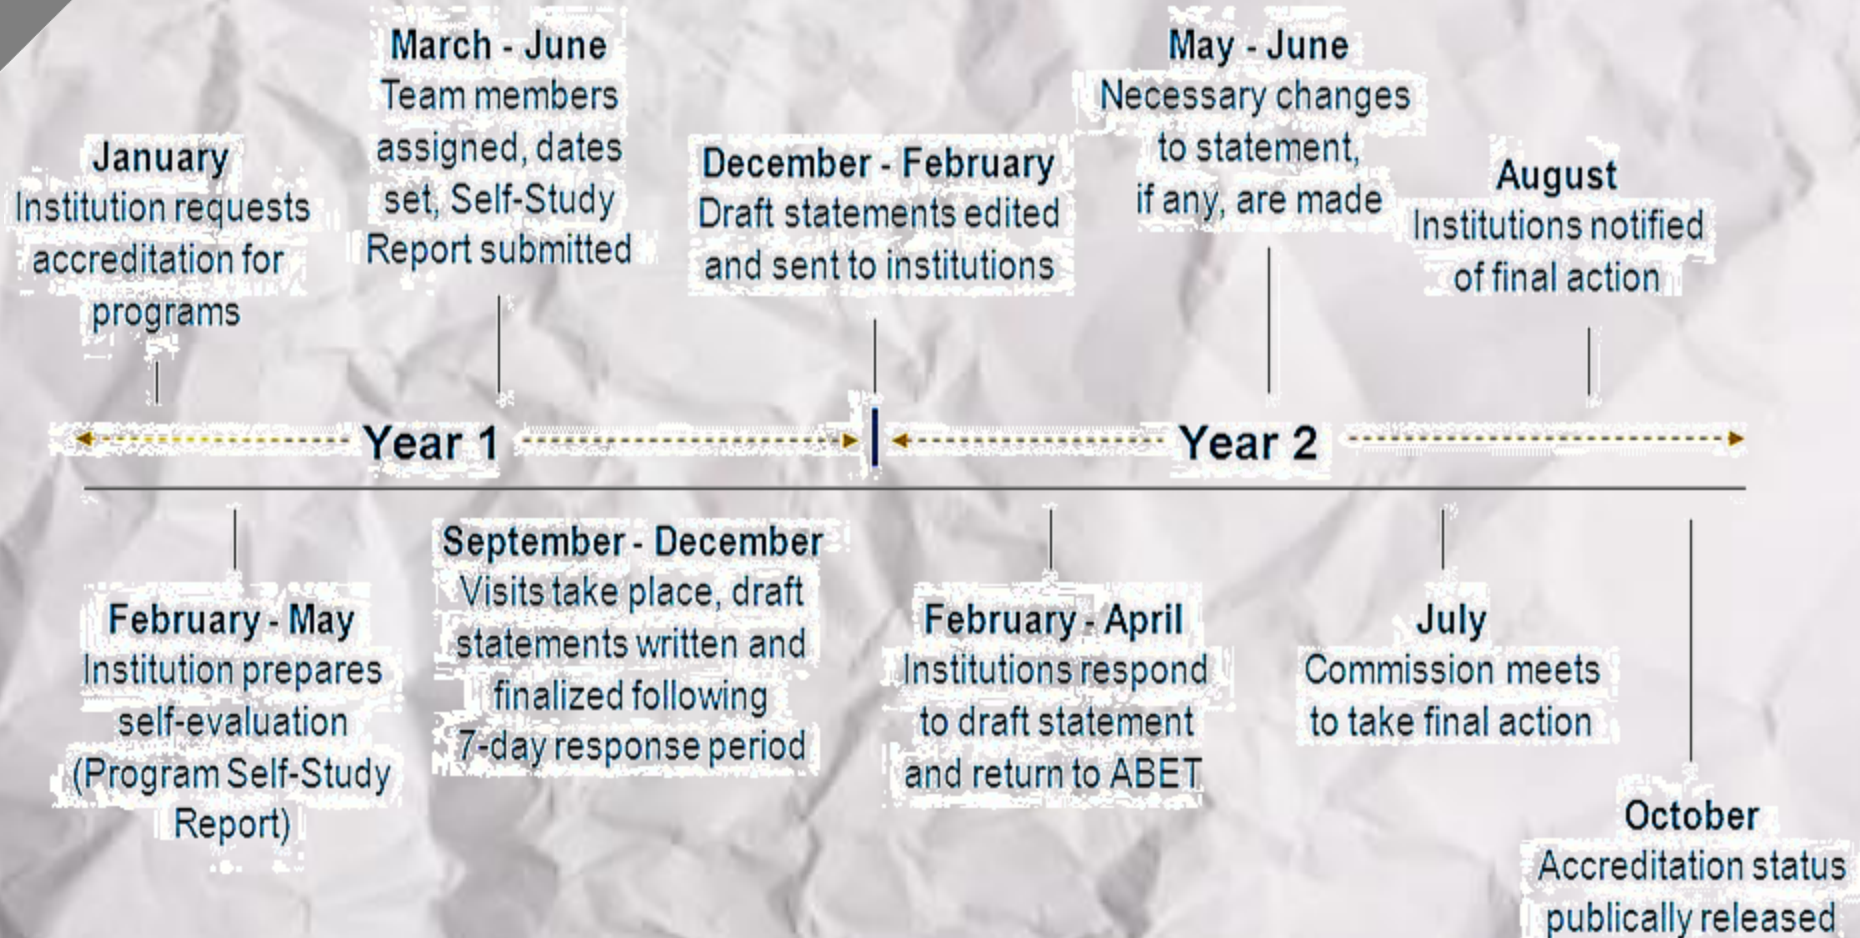 January
Institution requests
accreditation for
programs
March - June
Team members
assigned, dates
set, Self-Study
Report submitted
December - February
Draft statements edited
and sent to institutions
May - June
Necessary changes
to statement,
if any, are made
August
Institutions notified
of final action
Year 1
Year 2
February - May
Institution prepares
self-evaluation
(Program Self-Study
Report)
September - December
Visits take place, draft
statements written and
finalized following
7-day response period
February - April
Institutions respond
to draft statement
and return to ABET
July
Commission meets
to take final action
October
Accreditation status
publically released